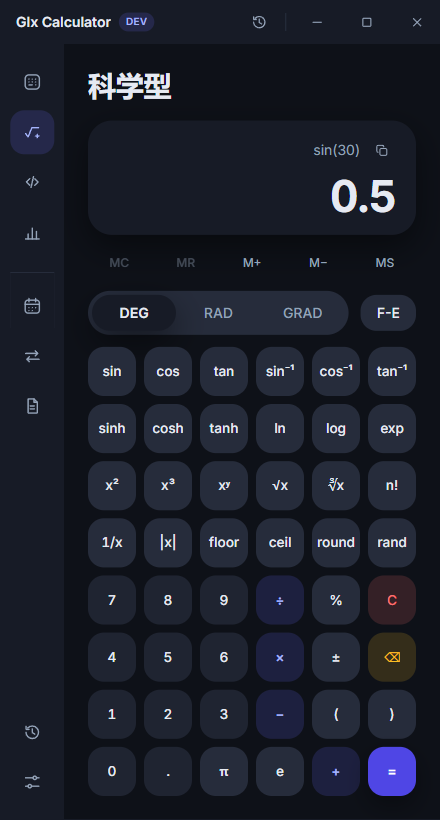 Glx Calculator DEV
科学型
sin(30)
0.5
MC MR M+ M− MS
DEG RAD GRAD F-E
sin cos tan sin⁻¹ cos⁻¹ tan⁻¹
sinh cosh tanh ln log exp
x² x³ xʸ √x ∛x n!
1/x |x| floor ceil round rand
7 8 9 ÷ % C
4 5 6 × ± ⌫
1 2 3 − ( )
0 . π e + =